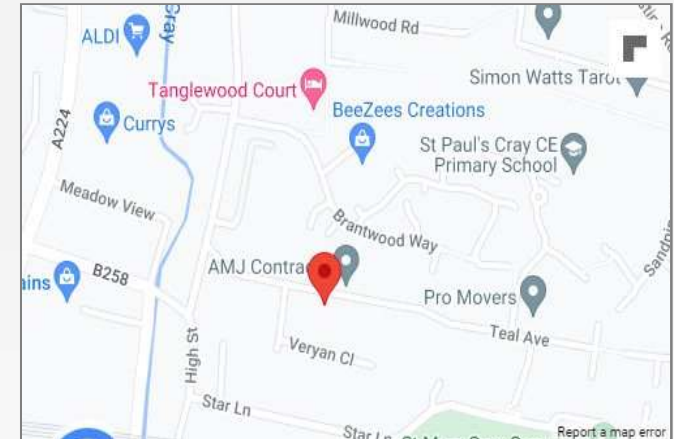 Millwood Rd
ALDI
Gray
Simon Watts Tarot
Tanglewood Court
BeeZees Creations
A224
Currys
St Paul's Cray CE
Primary School
Meadow View
Brantwood Way
B258
AMJ Contrac
ains
Pro Movers
Teal Ave
High St
Veryan Cl
Star Ln
Star Ln
Report a map error